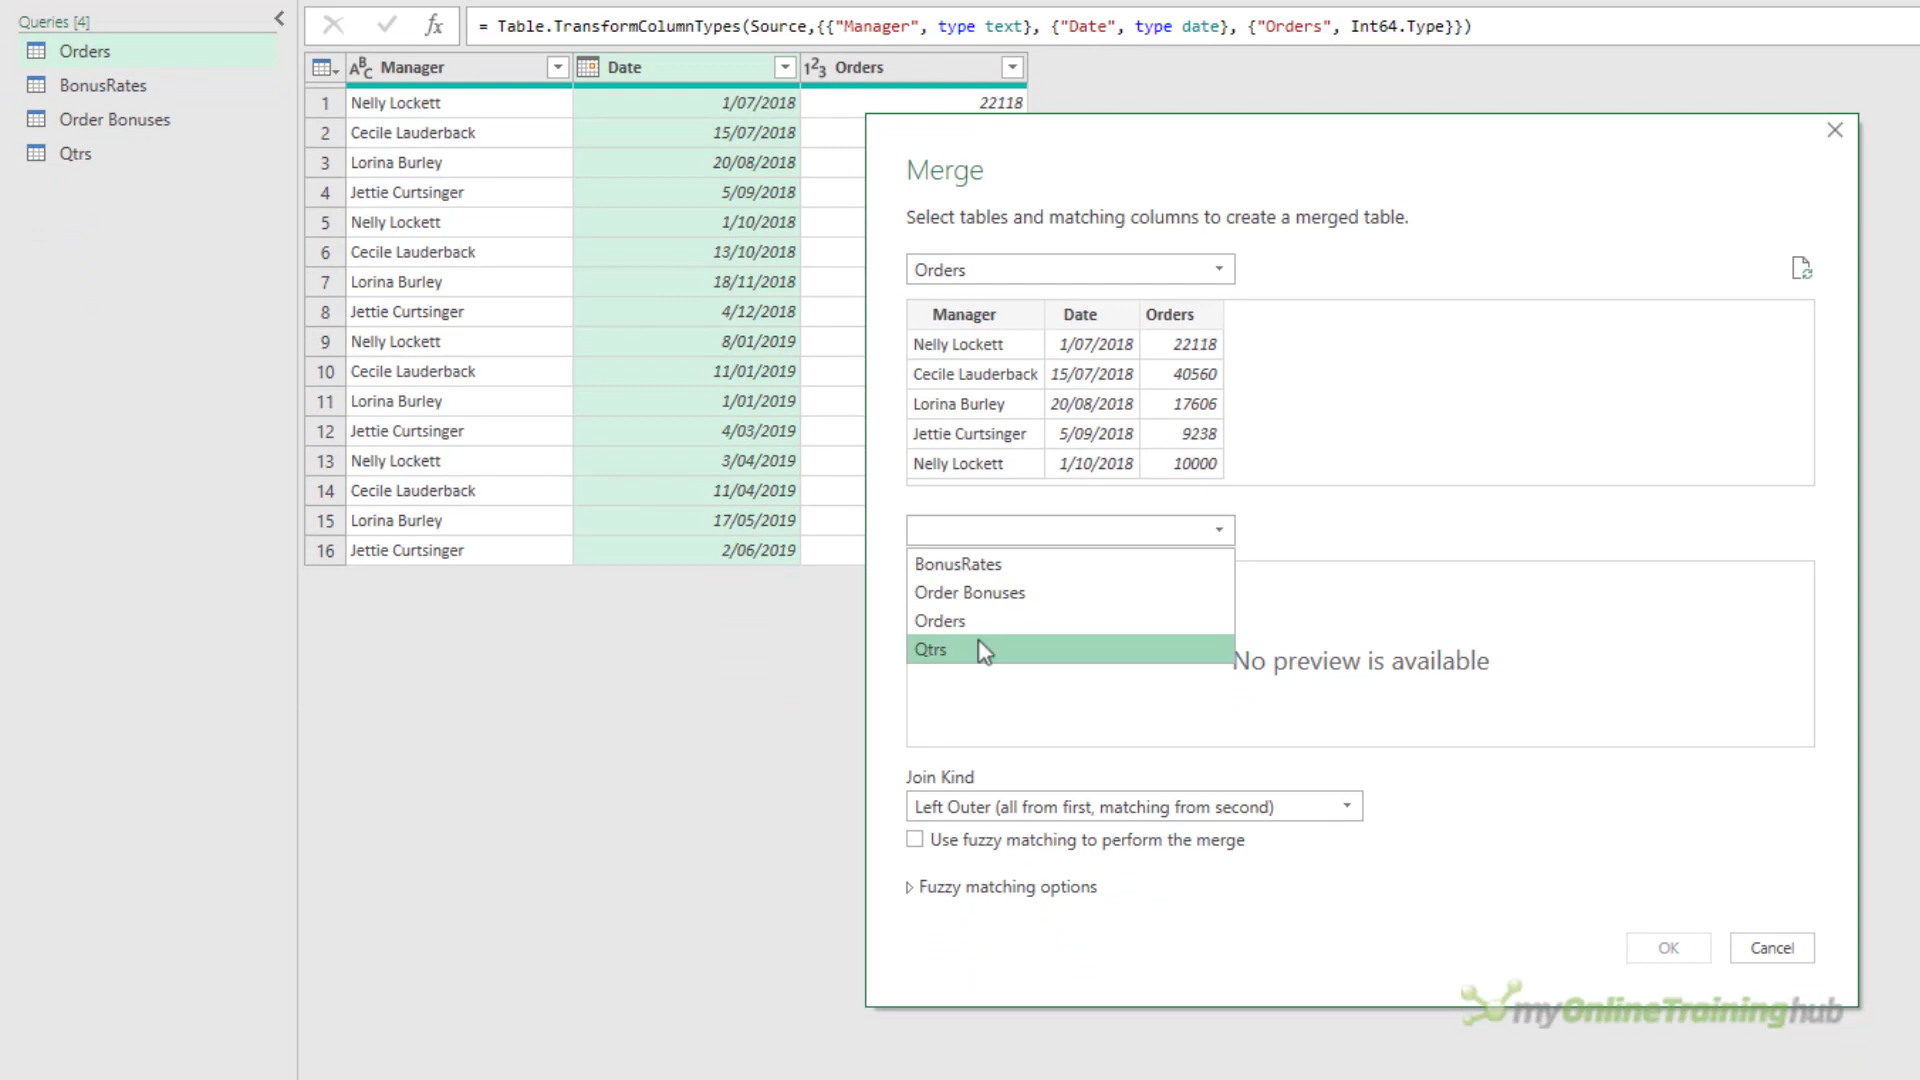 Queries [4]
Orders
BonusRates
Order Bonuses
Qtrs
fx
= Table.TransformColumnTypes(Source,{{"Manager", type text}, {"Date", type date}, {"Orders", Int64.Type}})
ABC Manager Date 123 Orders
1 Nelly Lockett 1/07/2018 22118
2 Cecile Lauderback 15/07/2018
3 Lorina Burley 20/08/2018
4 Jettie Curtsinger 5/09/2018
5 Nelly Lockett 1/10/2018
6 Cecile Lauderback 13/10/2018
7 Lorina Burley 18/11/2018
8 Jettie Curtsinger 4/12/2018
9 Nelly Lockett 8/01/2019
10 Cecile Lauderback 11/01/2019
11 Lorina Burley 1/01/2019
12 Jettie Curtsinger 4/03/2019
13 Nelly Lockett 3/04/2019
14 Cecile Lauderback 11/04/2019
15 Lorina Burley 17/05/2019
16 Jettie Curtsinger 2/06/2019
Merge
Select tables and matching columns to create a merged table.
Orders
Manager Date Orders
Nelly Lockett 1/07/2018 22118
Cecile Lauderback 15/07/2018 40560
Lorina Burley 20/08/2018 17606
Jettie Curtsinger 5/09/2018 9238
Nelly Lockett 1/10/2018 10000
BonusRates
Order Bonuses
Orders
Qtrs
No preview is available
Join Kind
Left Outer (all from first, matching from second)
Use fuzzy matching to perform the merge
Fuzzy matching options
OK Cancel
myOnlineTraininghub